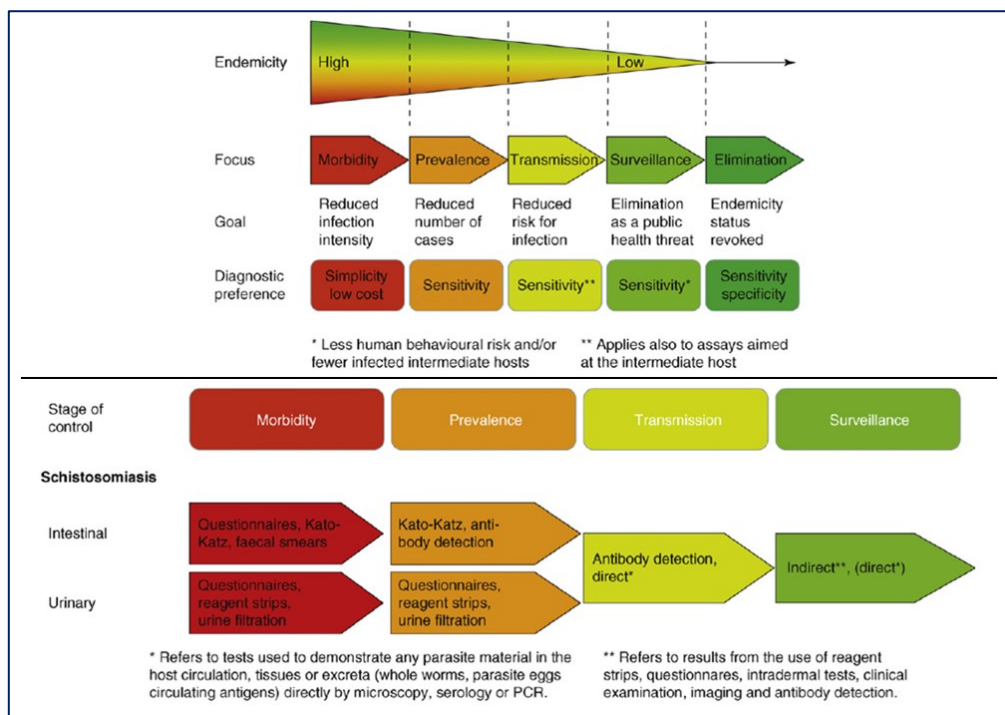 Endemicity
High
Low
Focus
Morbidity
Prevalence
Transmission
Surveillance
Elimination
Goal
Reduced
infection
intensity
Reduced
number of
cases
Reduced
risk for
infection
Elimination
as a public
health threat
Endemicity
status
revoked
Diagnostic
preference
Simplicity
low cost
Sensitivity
Sensitivity**
Sensitivity*
Sensitivity
specificity
* Less human behavioural risk and/or
fewer infected intermediate hosts
** Applies also to assays aimed
at the intermediate host
Stage of
control
Morbidity
Prevalence
Transmission
Surveillance
Schistosomiasis
Intestinal
Questionnaires, Kato-
Katz, faecal smears
Kato-Katz, anti-
body detection
Antibody detection,
direct*
Indirect**, (direct*)
Urinary
Questionnaires,
reagent strips,
urine filtration
Questionnaires,
reagent strips,
urine filtration
* Refers to tests used to demonstrate any parasite material in the
host circulation, tissues or excreta (whole worms, parasite eggs
circulating antigens) directly by microscopy, serology or PCR.
** Refers to results from the use of reagent
strips, questionnares, intradermal tests, clinical
examination, imaging and antibody detection.